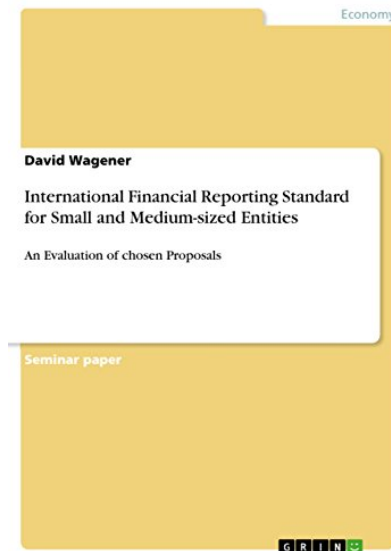 Economy
David Wagener
International Financial Reporting Standard
for Small and Medium-sized Entities
An Evaluation of chosen Proposals
Seminar paper
GRIN